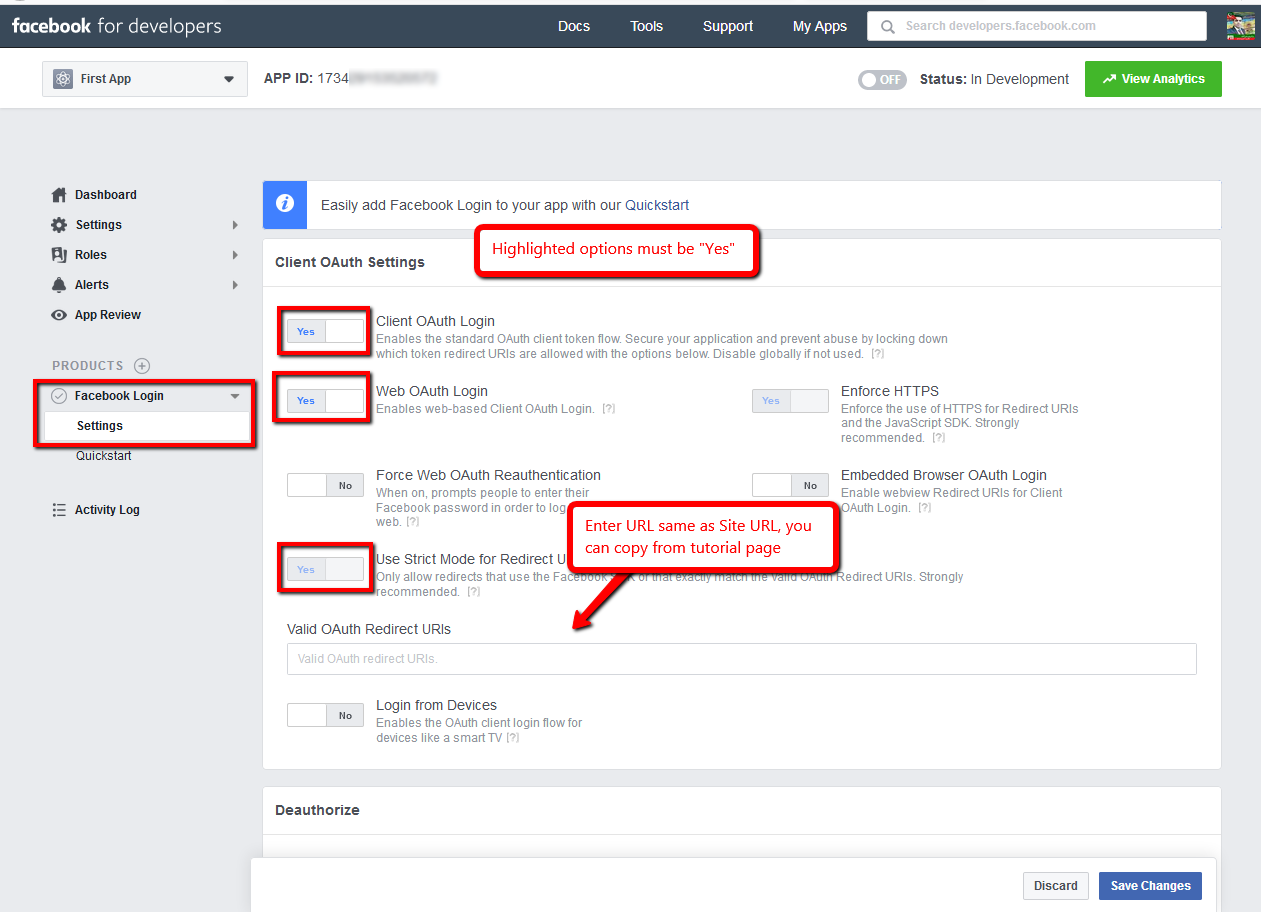 facebook for developers
Docs
Tools
Support
My Apps
Search developers.facebook.com
First App
APP ID: 1734
OFF
Status: In Development
View Analytics
Dashboard
Settings
Roles
Alerts
App Review
PRODUCTS
Facebook Login
Settings
Quickstart
Activity Log
Easily add Facebook Login to your app with our Quickstart
Highlighted options must be "Yes"
Client OAuth Settings
Yes
Client OAuth Login
Enables the standard OAuth client token flow. Secure your application and prevent abuse by locking down
which token redirect URIs are allowed with the options below. Disable globally if not used. [?]
Yes
Web OAuth Login
Enables web-based Client OAuth Login. [?]
Yes
Enforce HTTPS
Enforce the use of HTTPS for Redirect URIs
and the JavaScript SDK. Strongly
recommended. [?]
No
Force Web OAuth Reauthentication
When on, prompts people to enter their
Facebook password in order to log
web. [?]
No
Embedded Browser OAuth Login
Enable webview Redirect URIs for Client
OAuth Login. [?]
Enter URL same as Site URL, you
can copy from tutorial page
Yes
Use Strict Mode for Redirect U
Only allow redirects that use the Facebook or that exactly match the Valid OAuth Redirect URIs. Strongly
recommended. [?]
Valid OAuth Redirect URIs
Valid OAuth redirect URIs.
No
Login from Devices
Enables the OAuth client login flow for
devices like a smart TV [?]
Deauthorize
Discard
Save Changes